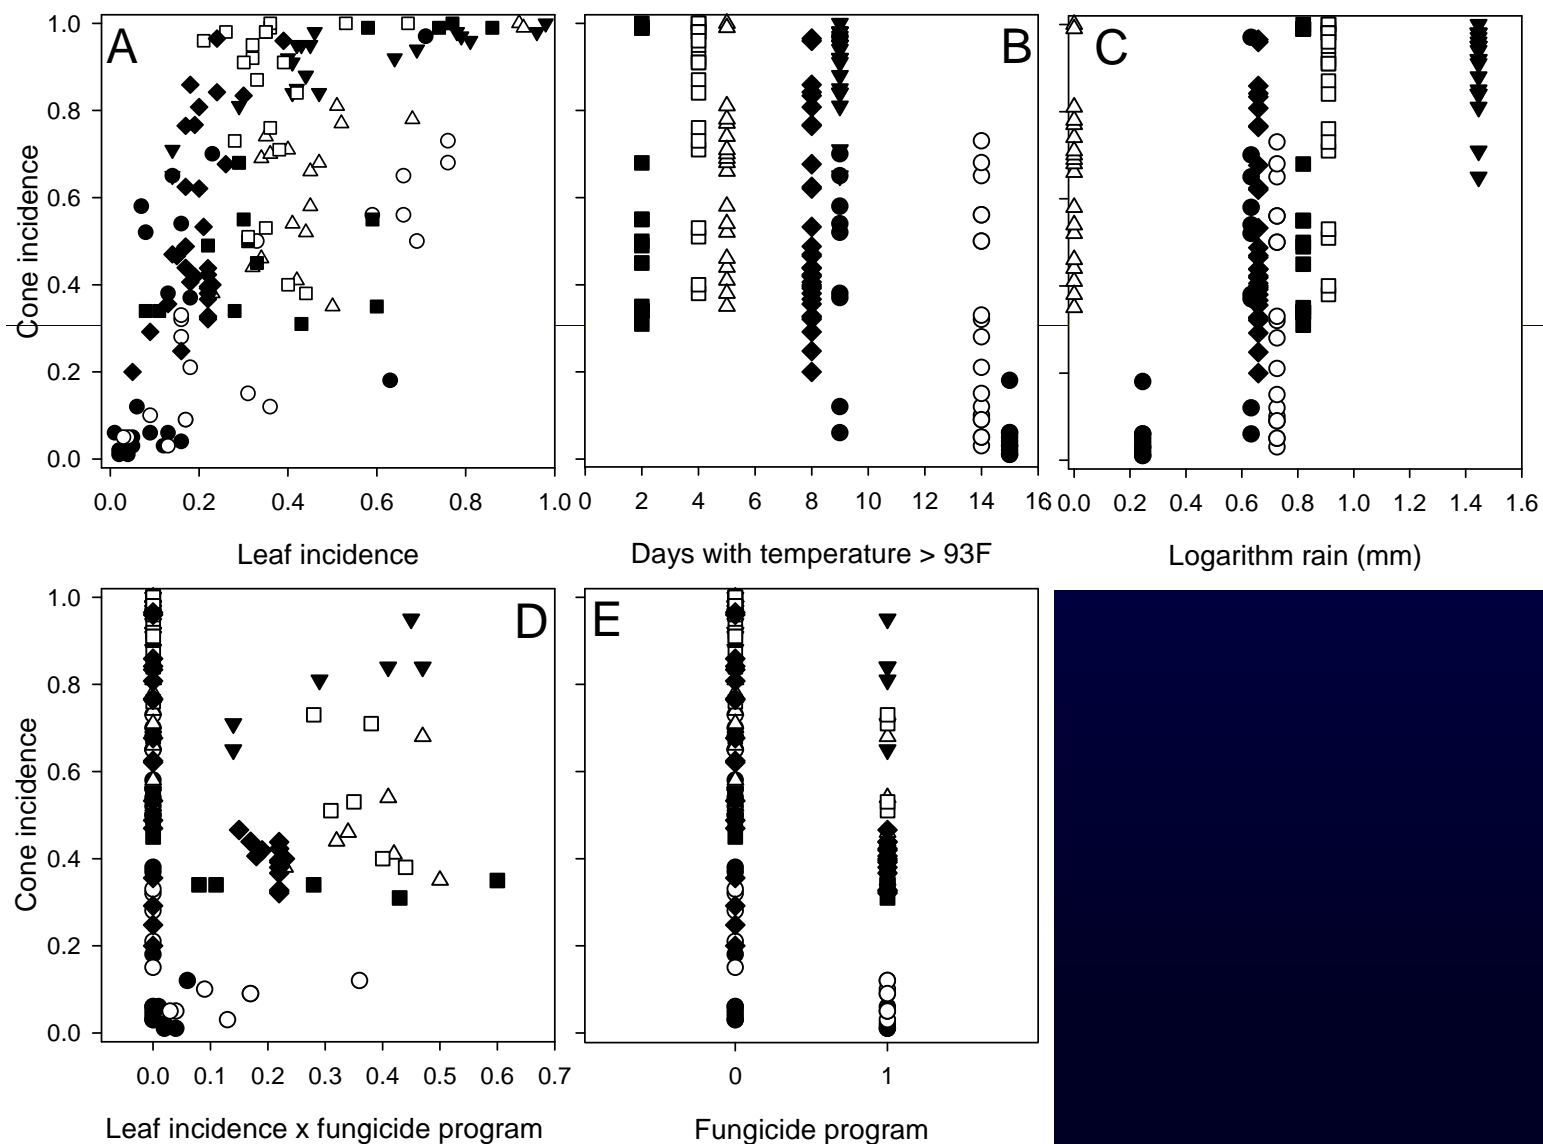 A
B
C
Cone incidence
1.0
0.8
0.6
0.4
0.2
0.0
0.0 0.2 0.4 0.6 0.8 1.0
0 2 4 6 8 10 12 14 16
0.0 0.2 0.4 0.6 0.8 1.0 1.2 1.4 1.6
Leaf incidence
Days with temperature > 93F
Logarithm rain (mm)
D
E
Cone incidence
1.0
0.8
0.6
0.4
0.2
0.0
0.0 0.1 0.2 0.3 0.4 0.5 0.6 0.7
0 1
Leaf incidence x fungicide program
Fungicide program